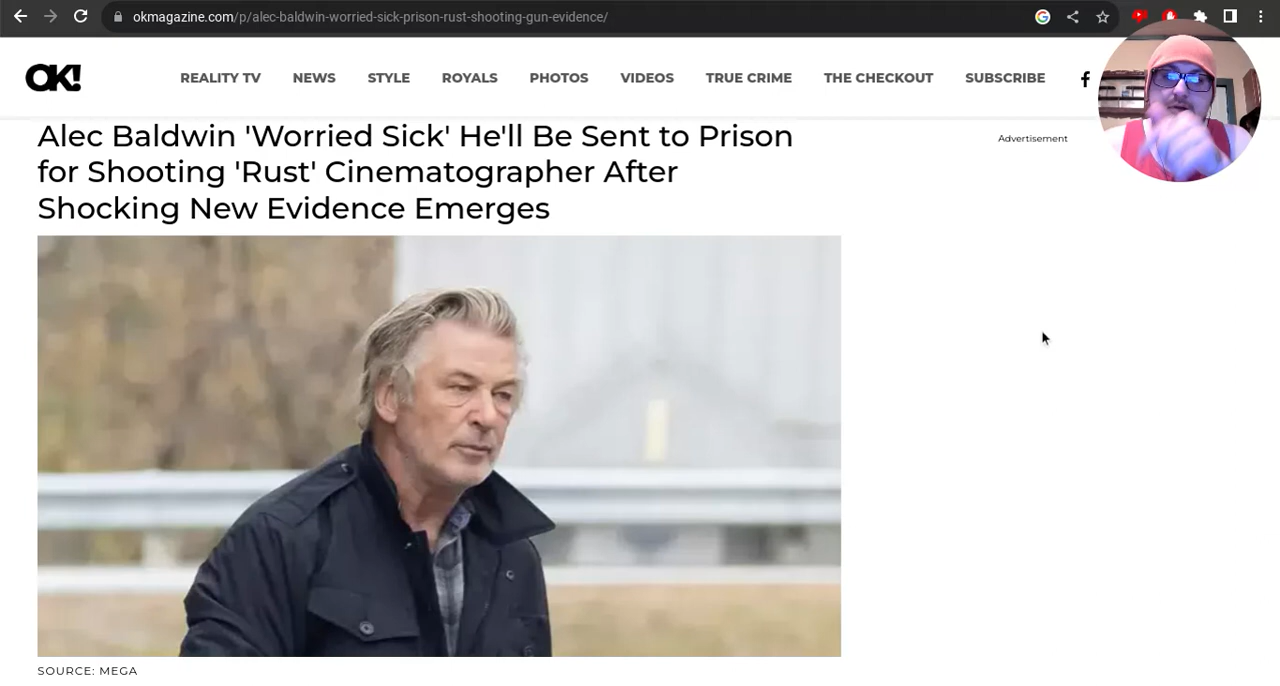 okmagazine.com/p/alec-baldwin-worried-sick-prison-rust-shooting-gun-evidence/
OK!
REALITY TV NEWS STYLE ROYALS PHOTOS VIDEOS TRUE CRIME THE CHECKOUT SUBSCRIBE
Alec Baldwin 'Worried Sick' He'll Be Sent to Prison
for Shooting 'Rust' Cinematographer After
Shocking New Evidence Emerges
Advertisement
SOURCE: MEGA